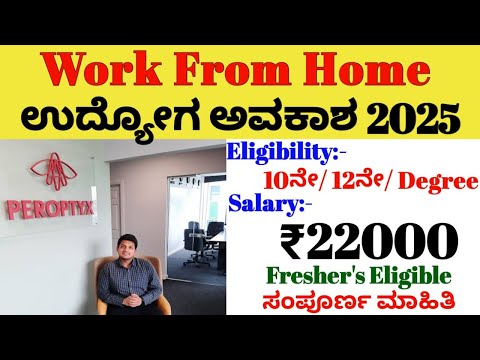 Work From Home
ಉದ್ಯೋಗ ಅವಕಾಶ 2025
PEROPTYX
Eligibility:-
10ನೇ/ 12ನೇ/ Degree
Salary:-
₹22000
Fresher's Eligible
ಸಂಪೂರ್ಣ ಮಾಹಿತಿ